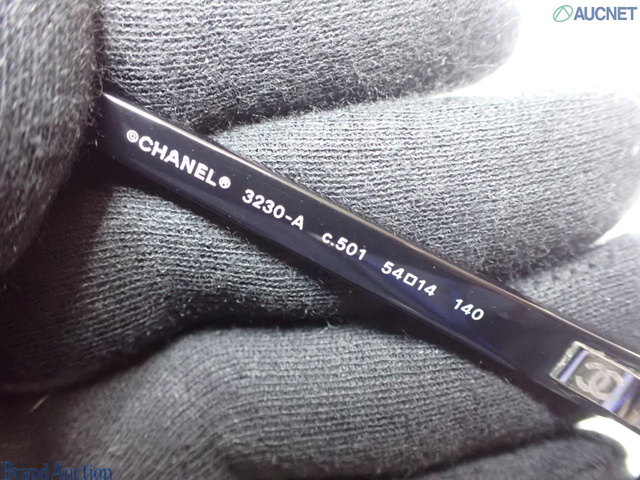 AUCNET
©CHANEL® 3230-A c.501 54□14 140
Brand Auction